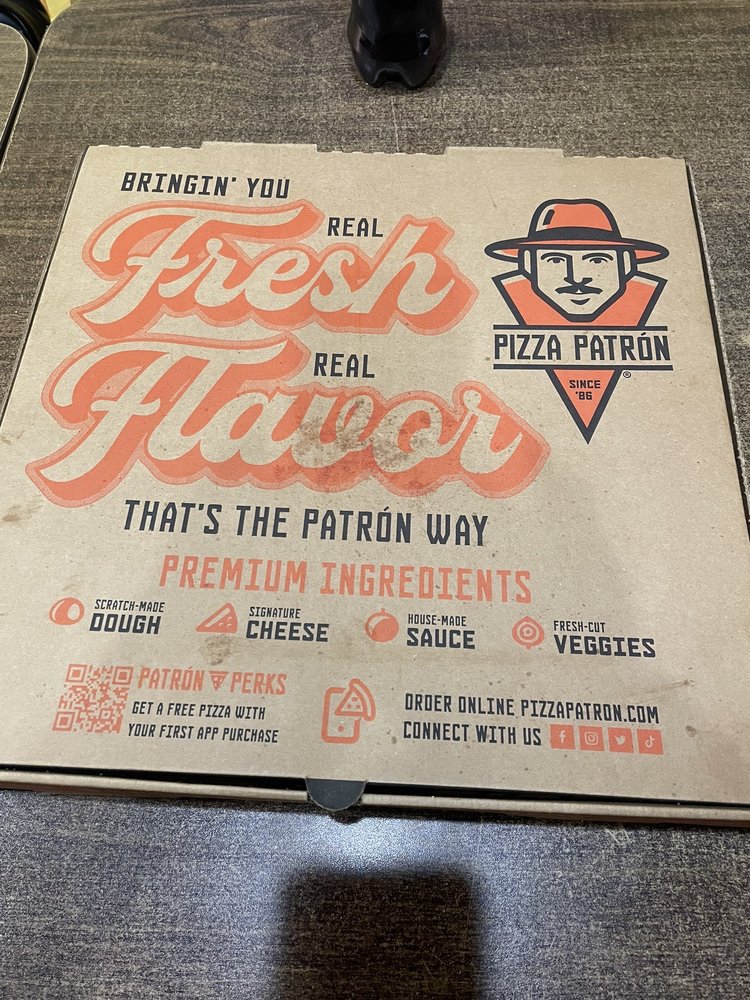 BRINGIN' YOU
REAL
Fresh
REAL
Flavor
THAT'S THE PATRÓN WAY
PIZZA PATRÓN
SINCE
'86
®
PREMIUM INGREDIENTS
SCRATCH-MADE
DOUGH
SIGNATURE
CHEESE
HOUSE-MADE
SAUCE
FRESH-CUT
VEGGIES
PATRÓN PERKS
GET A FREE PIZZA WITH
YOUR FIRST APP PURCHASE
ORDER ONLINE PIZZAPATRON.COM
CONNECT WITH US